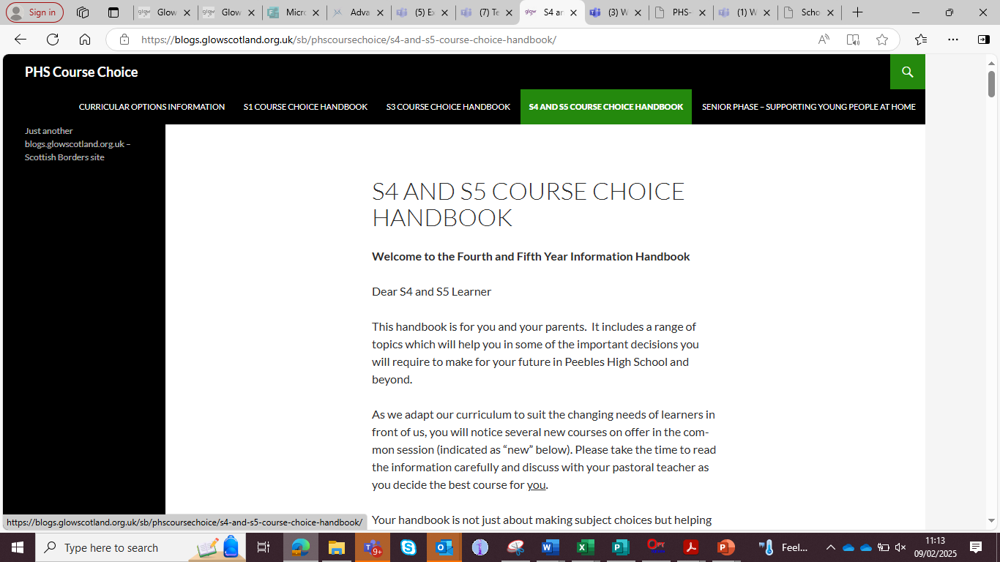 Sign in
Glow
Glow
Micro
Adva
(5) E
(7) Te
S4 ar
(3) W
PHS-
(1) W
Scho
https://blogs.glowscotland.org.uk/sb/phscoursechoice/s4-and-s5-course-choice-handbook/
PHS Course Choice
CURRICULAR OPTIONS INFORMATION
S1 COURSE CHOICE HANDBOOK
S3 COURSE CHOICE HANDBOOK
S4 AND S5 COURSE CHOICE HANDBOOK
SENIOR PHASE – SUPPORTING YOUNG PEOPLE AT HOME
Just another
blogs.glowscotland.org.uk –
Scottish Borders site
S4 AND S5 COURSE CHOICE
HANDBOOK
Welcome to the Fourth and Fifth Year Information Handbook
Dear S4 and S5 Learner
This handbook is for you and your parents.  It includes a range of
topics which will help you in some of the important decisions you
will require to make for your future in Peebles High School and
beyond.
As we adapt our curriculum to suit the changing needs of learners in
front of us, you will notice several new courses on offer in the com-
mon session (indicated as “new” below). Please take the time to read
the information carefully and discuss with your pastoral teacher as
you decide the best course for you.
Your handbook is not just about making subject choices but helping
https://blogs.glowscotland.org.uk/sb/phscoursechoice/s4-and-s5-course-choice-handbook/
Type here to search
9+
Feel...
11:13
09/02/2025